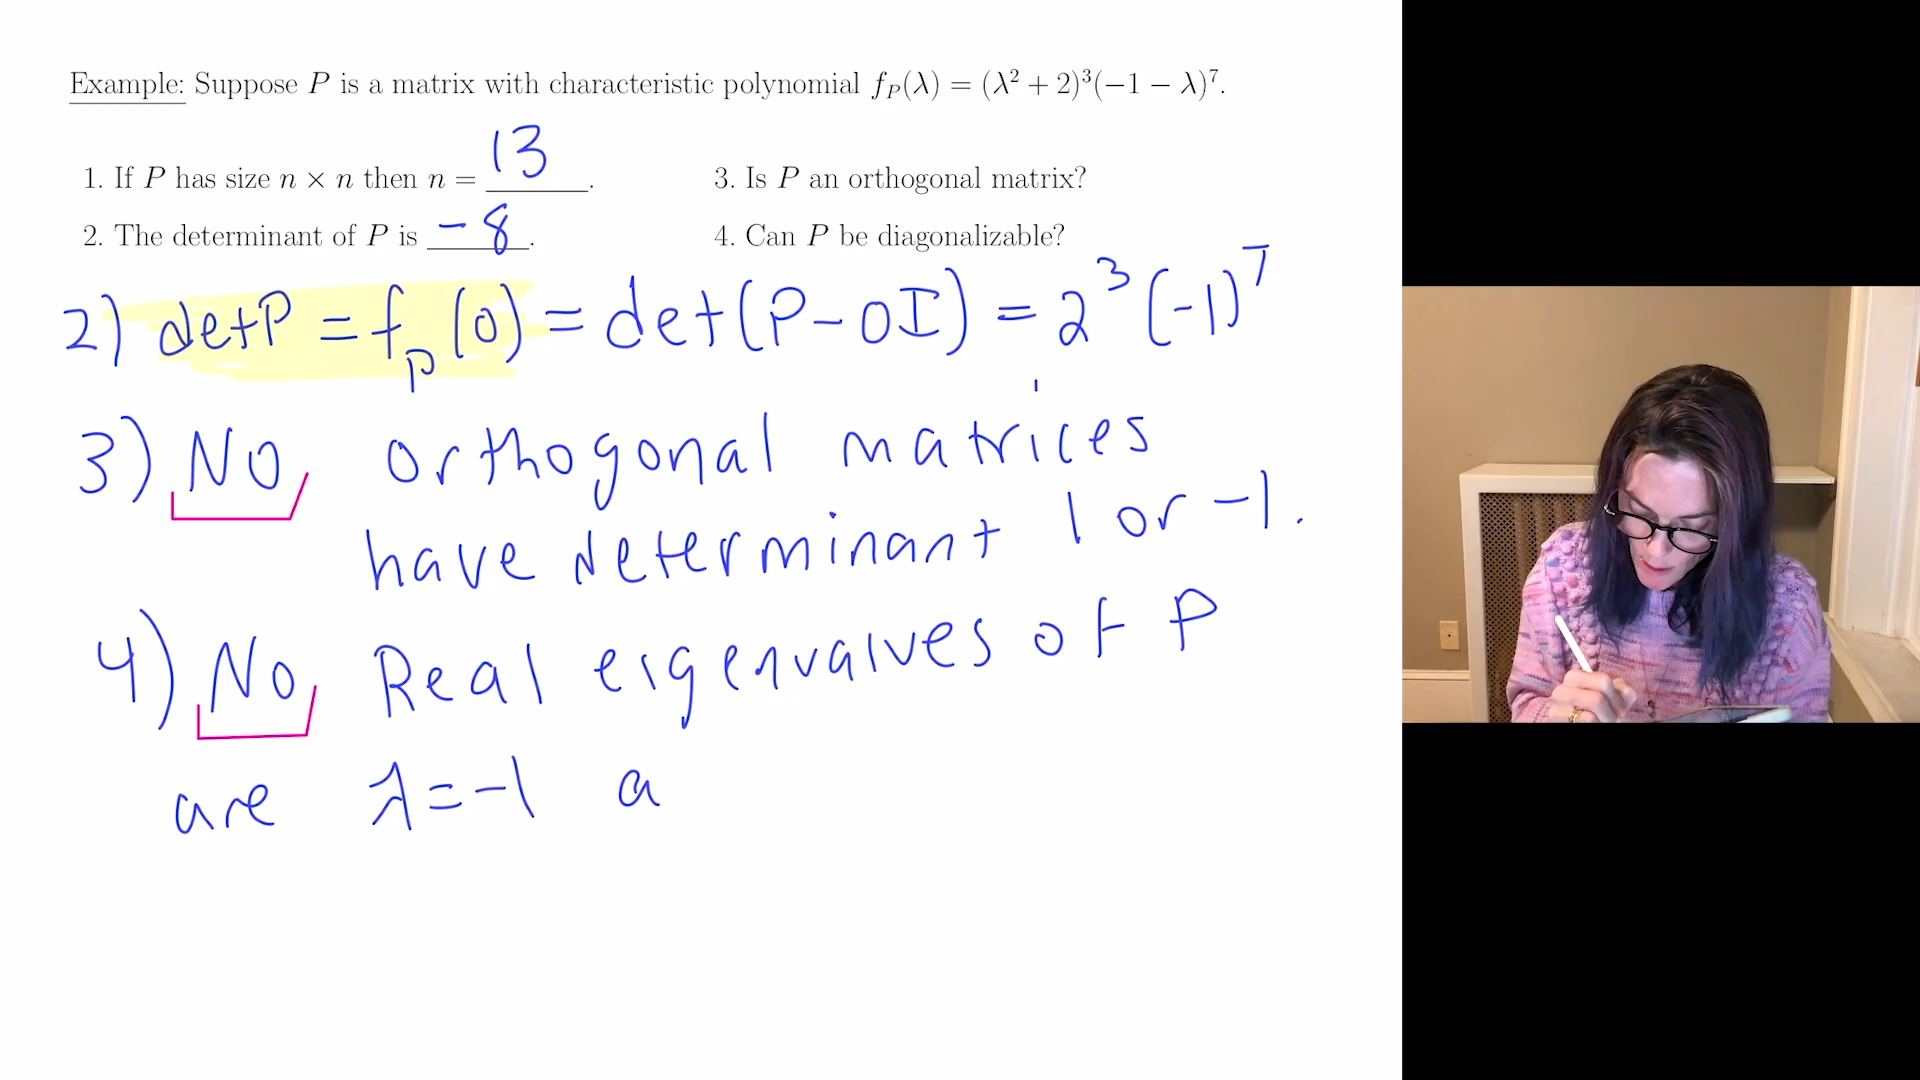 Example: Suppose P is a matrix with characteristic polynomial f_P(λ) = (λ² + 2)³(−1 − λ)⁷.
1. If P has size n × n then n = 13.
2. The determinant of P is −8.
3. Is P an orthogonal matrix?
4. Can P be diagonalizable?
2) det P = f_P(0) = det(P − 0I) = 2³(−1)⁷
3) No, orthogonal matrices
have determinant 1 or −1.
4) No, Real eigenvalues of P
are λ = −1 a